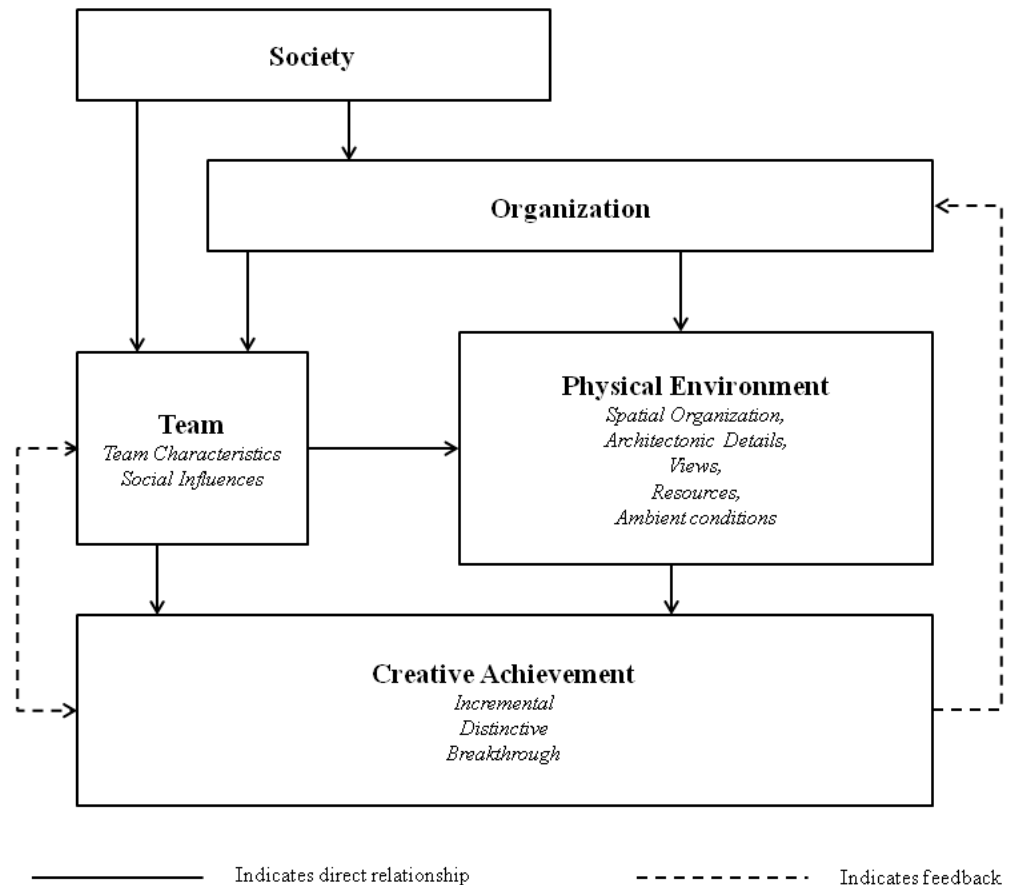 Society
Organization
Team
Team Characteristics
Social Influences
Physical Environment
Spatial Organization,
Architectonic Details,
Views,
Resources,
Ambient conditions
Creative Achievement
Incremental
Distinctive
Breakthrough
Indicates direct relationship
Indicates feedback